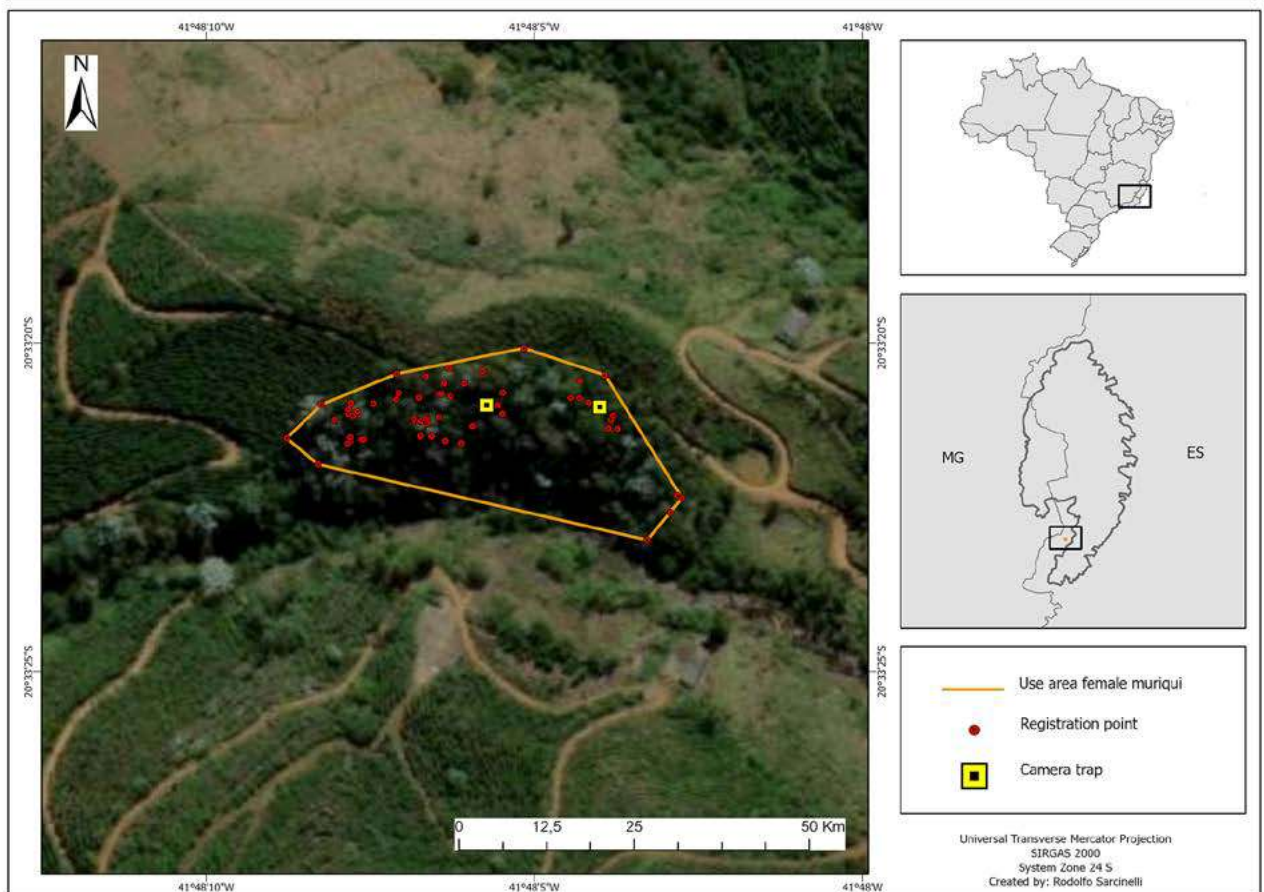 41°48'10"W
41°48'5"W
41°48'W
N
20°33'20"S
20°33'20"S
20°33'25"S
20°33'25"S
0
12,5
25
50 Km
41°48'10"W
41°48'5"W
41°48'W
MG
ES
Use area female muriqui
Registration point
Camera trap
Universal Transverse Mercator Projection
SIRGAS 2000
System Zone 24 S
Created by: Rodolfo Sarcinelli